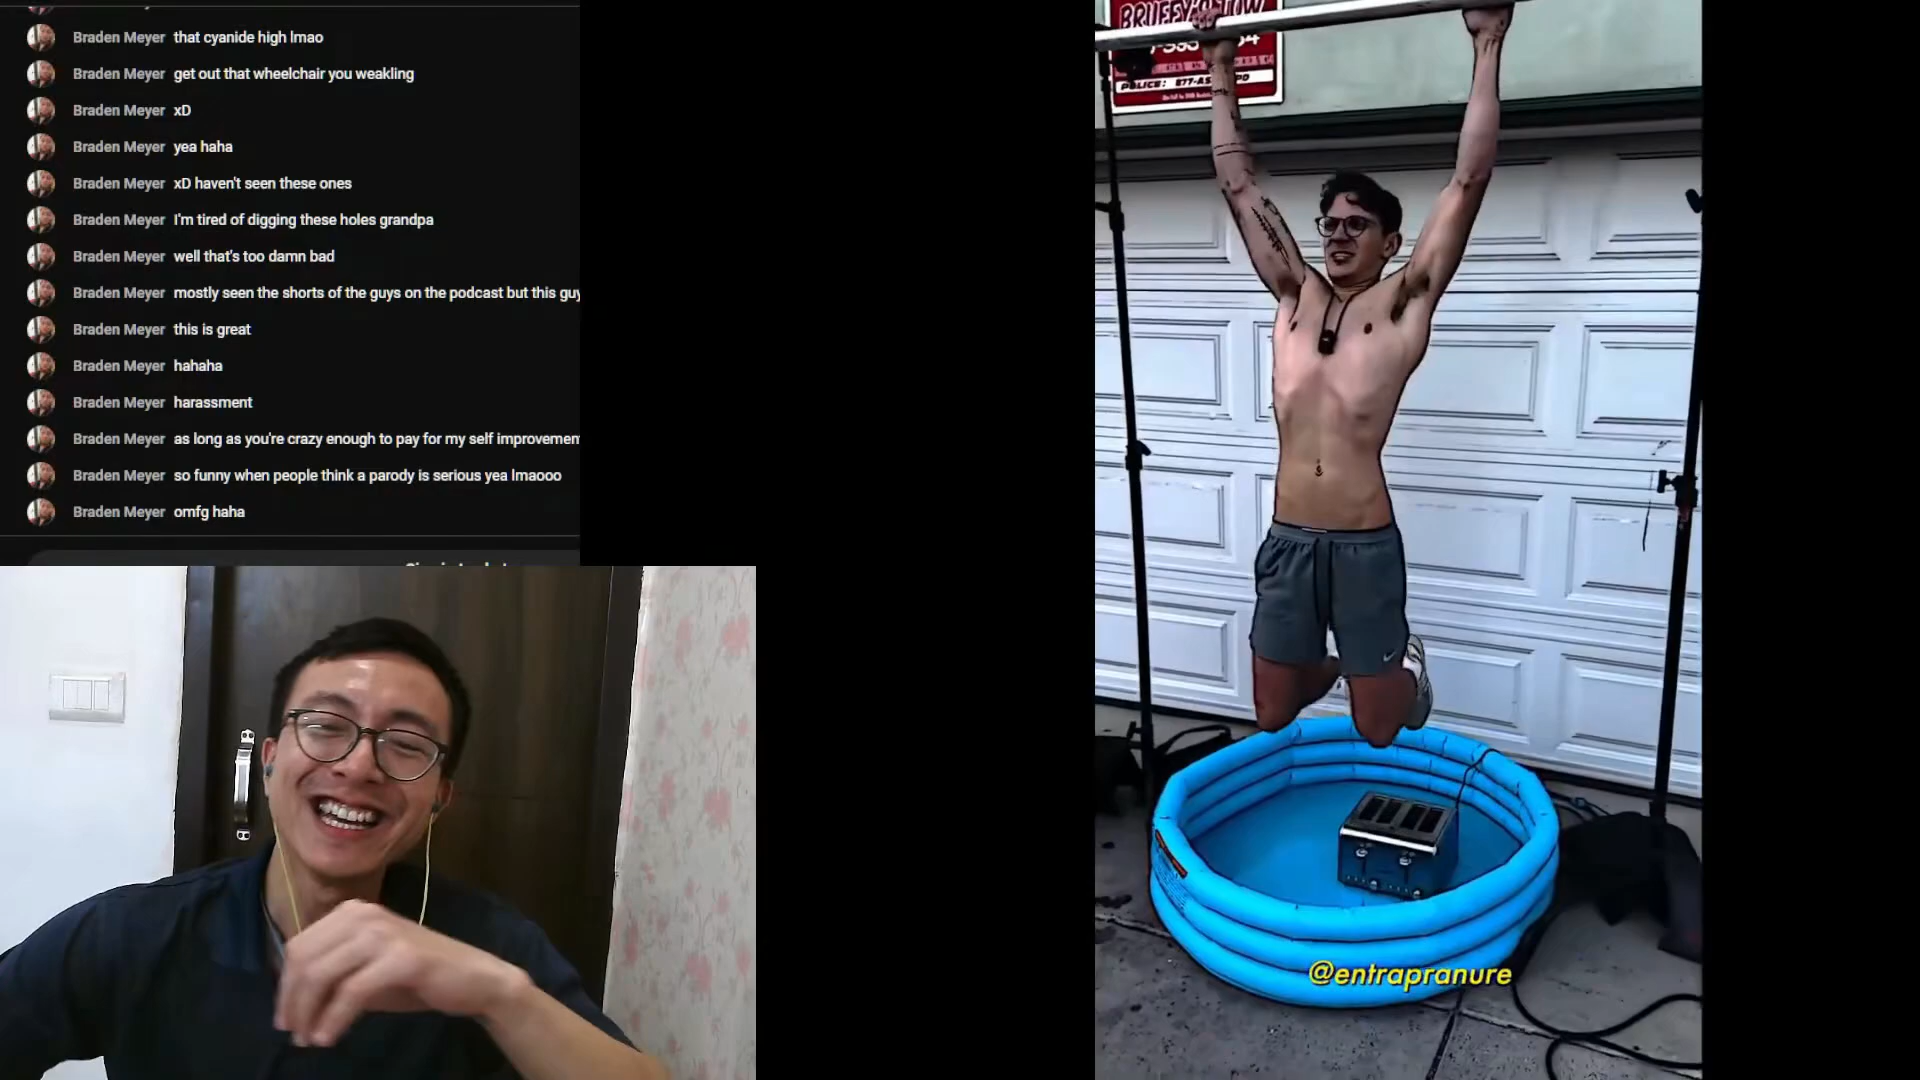 Braden Meyer that cyanide high lmao
Braden Meyer get out that wheelchair you weakling
Braden Meyer xD
Braden Meyer yea haha
Braden Meyer xD haven't seen these ones
Braden Meyer I'm tired of digging these holes grandpa
Braden Meyer well that's too damn bad
Braden Meyer mostly seen the shorts of the guys on the podcast but this guy
Braden Meyer this is great
Braden Meyer hahaha
Braden Meyer harassment
Braden Meyer as long as you're crazy enough to pay for my self improvement
Braden Meyer so funny when people think a parody is serious yea lmaooo
Braden Meyer omfg haha
BRUFFY'S TOW
POLICE: 877-AS
@entrapranure